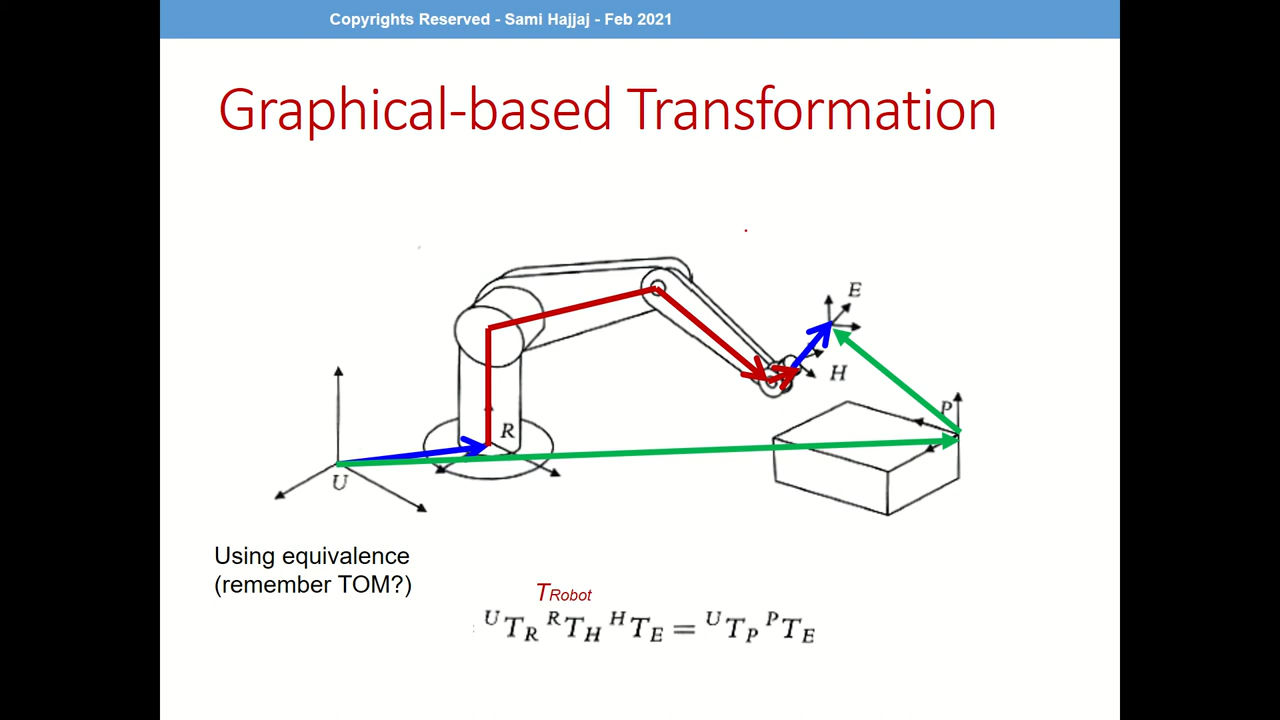 Copyrights Reserved - Sami Hajjaj - Feb 2021
Graphical-based Transformation
E
H
P
R
U
Using equivalence
(remember TOM?)
TRobot
ᵁT_R ᴿT_H ᴴT_E = ᵁT_P ᴾT_E